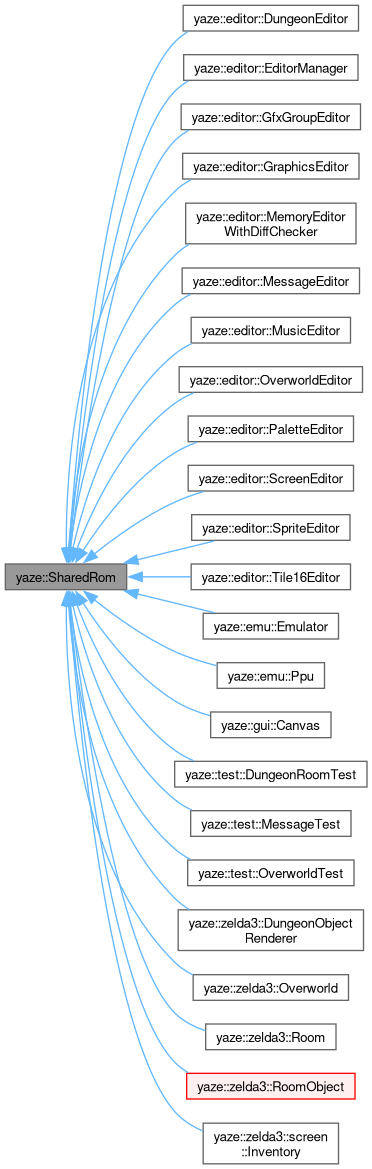 yaze::editor::DungeonEditor
yaze::editor::EditorManager
yaze::editor::GfxGroupEditor
yaze::editor::GraphicsEditor
yaze::editor::MemoryEditor
WithDiffChecker
yaze::editor::MessageEditor
yaze::editor::MusicEditor
yaze::editor::OverworldEditor
yaze::editor::PaletteEditor
yaze::editor::ScreenEditor
yaze::editor::SpriteEditor
yaze::SharedRom
yaze::editor::Tile16Editor
yaze::emu::Emulator
yaze::emu::Ppu
yaze::gui::Canvas
yaze::test::DungeonRoomTest
yaze::test::MessageTest
yaze::test::OverworldTest
yaze::zelda3::DungeonObject
Renderer
yaze::zelda3::Overworld
yaze::zelda3::Room
yaze::zelda3::RoomObject
yaze::zelda3::screen
::Inventory